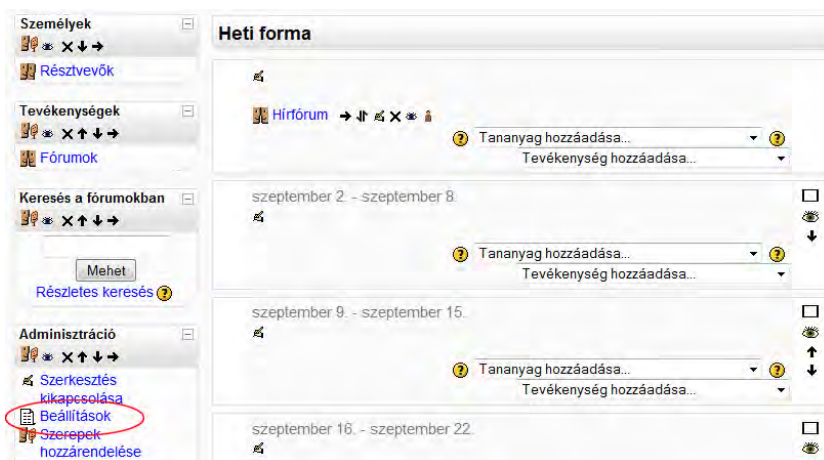 Személyek
Résztvevők
Tevékenységek
Fórumok
Keresés a fórumokban
Mehet
Részletes keresés
Adminisztráció
Szerkesztés
kikapcsolása
Beállítások
Szerepek
hozzárendelése
Heti forma
Hírfórum
Tananyag hozzáadása...
Tevékenység hozzáadása...
szeptember 2. - szeptember 8.
Tananyag hozzáadása...
Tevékenység hozzáadása...
szeptember 9. - szeptember 15.
Tananyag hozzáadása...
Tevékenység hozzáadása...
szeptember 16. - szeptember 22.